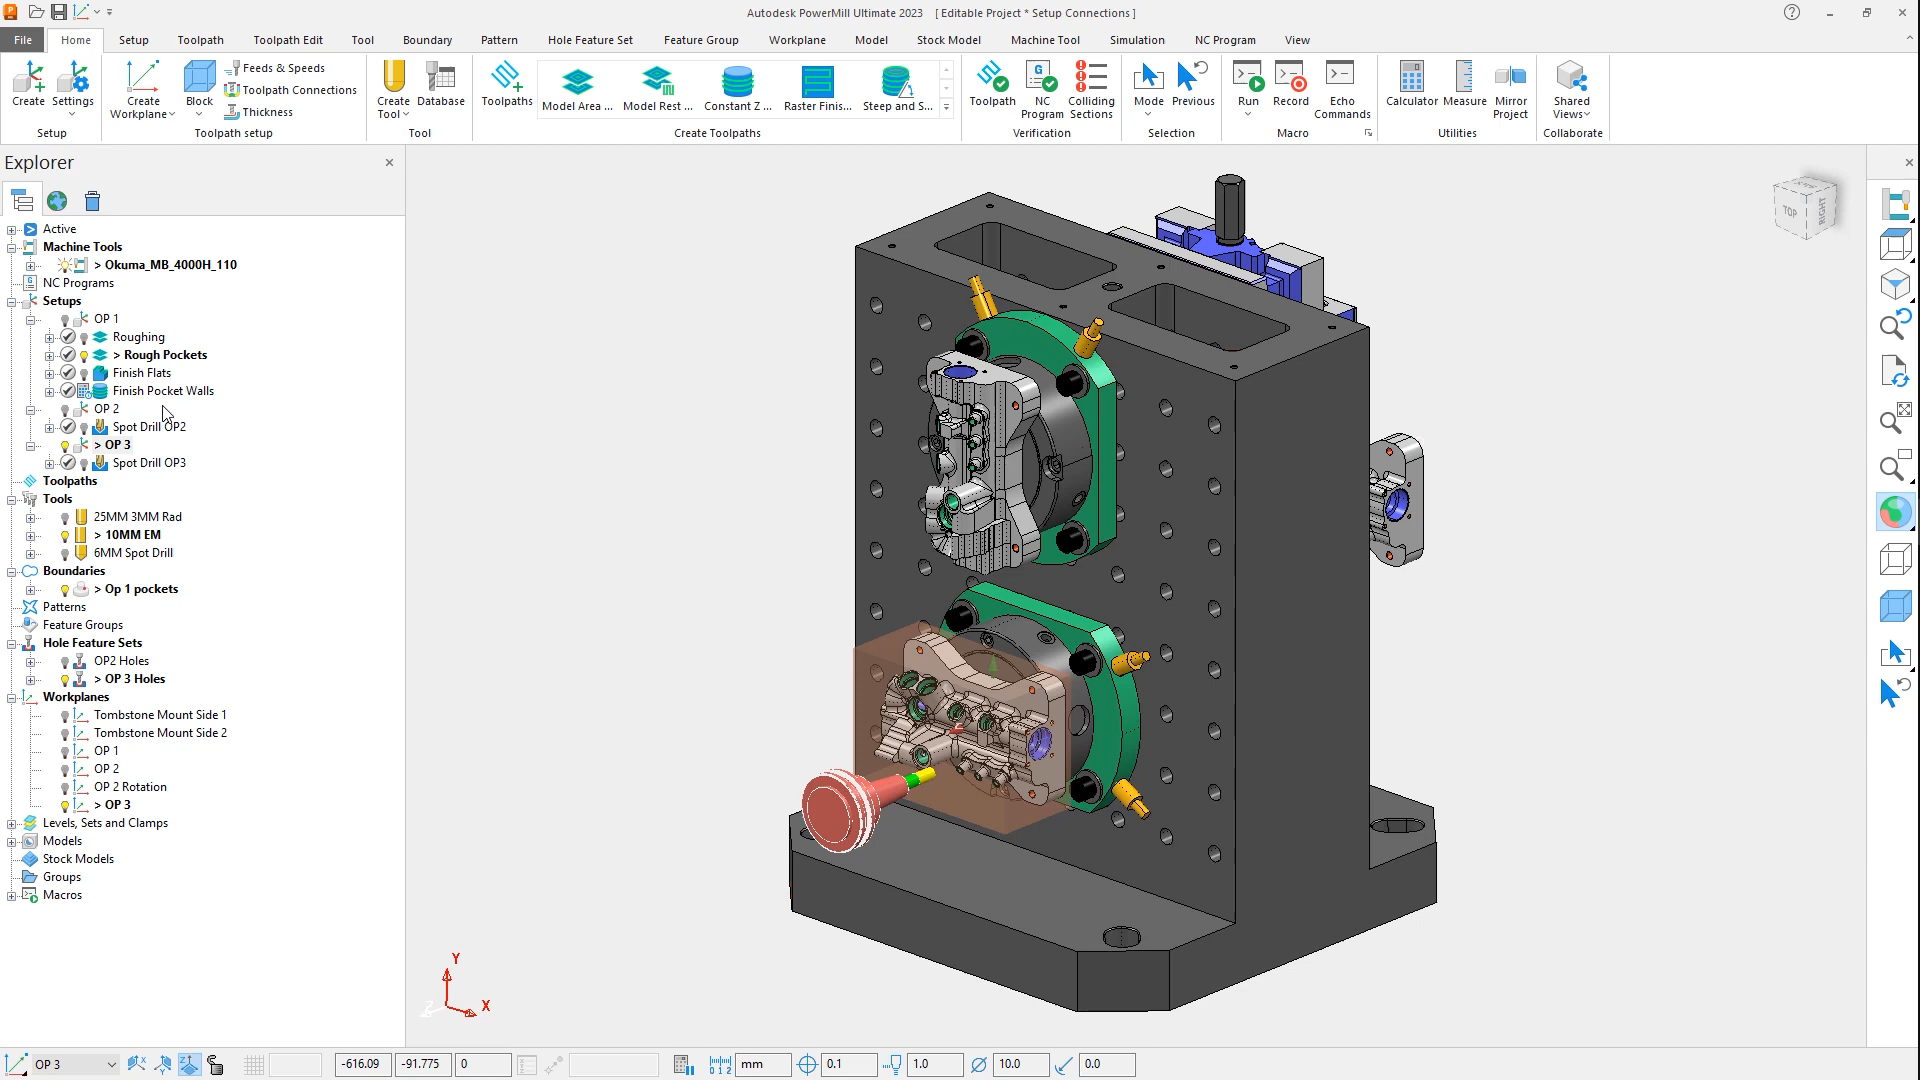 Autodesk PowerMill Ultimate 2023 [ Editable Project * Setup Connections ]
File Home Setup Toolpath Toolpath Edit Tool Boundary Pattern Hole Feature Set Feature Group Workplane Model Stock Model Machine Tool Simulation NC Program View
Create Settings Create Workplane Block Feeds & Speeds Toolpath Connections Thickness Create Tool Database Toolpaths Model Area ... Model Rest ... Constant Z ... Raster Finis... Steep and S... Toolpath NC Program Colliding Sections Mode Previous Run Record Echo Commands Calculator Measure Mirror Project Shared Views
Setup Toolpath setup Tool Create Toolpaths Verification Selection Macro Utilities Collaborate
Explorer
Active
Machine Tools
> Okuma_MB_4000H_110
NC Programs
Setups
OP 1
Roughing
> Rough Pockets
Finish Flats
Finish Pocket Walls
OP 2
Spot Drill OP2
> OP 3
Spot Drill OP3
Toolpaths
Tools
25MM 3MM Rad
> 10MM EM
6MM Spot Drill
Boundaries
> Op 1 pockets
Patterns
Feature Groups
Hole Feature Sets
OP2 Holes
> OP 3 Holes
Workplanes
Tombstone Mount Side 1
Tombstone Mount Side 2
OP 1
OP 2
OP 2 Rotation
> OP 3
Levels, Sets and Clamps
Models
Stock Models
Groups
Macros
TOP RIGHT
Y
X
Z
OP 3 -616.09 -91.775 0 mm 0.1 1.0 10.0 0.0